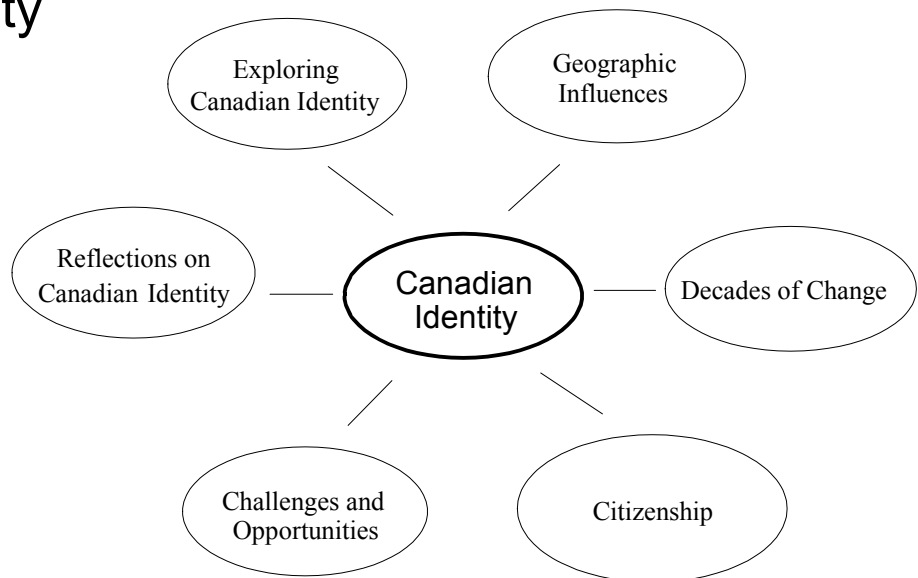 ty
Exploring
Canadian Identity
Geographic
Influences
Reflections on
Canadian Identity
Canadian
Identity
Decades of Change
Challenges and
Opportunities
Citizenship